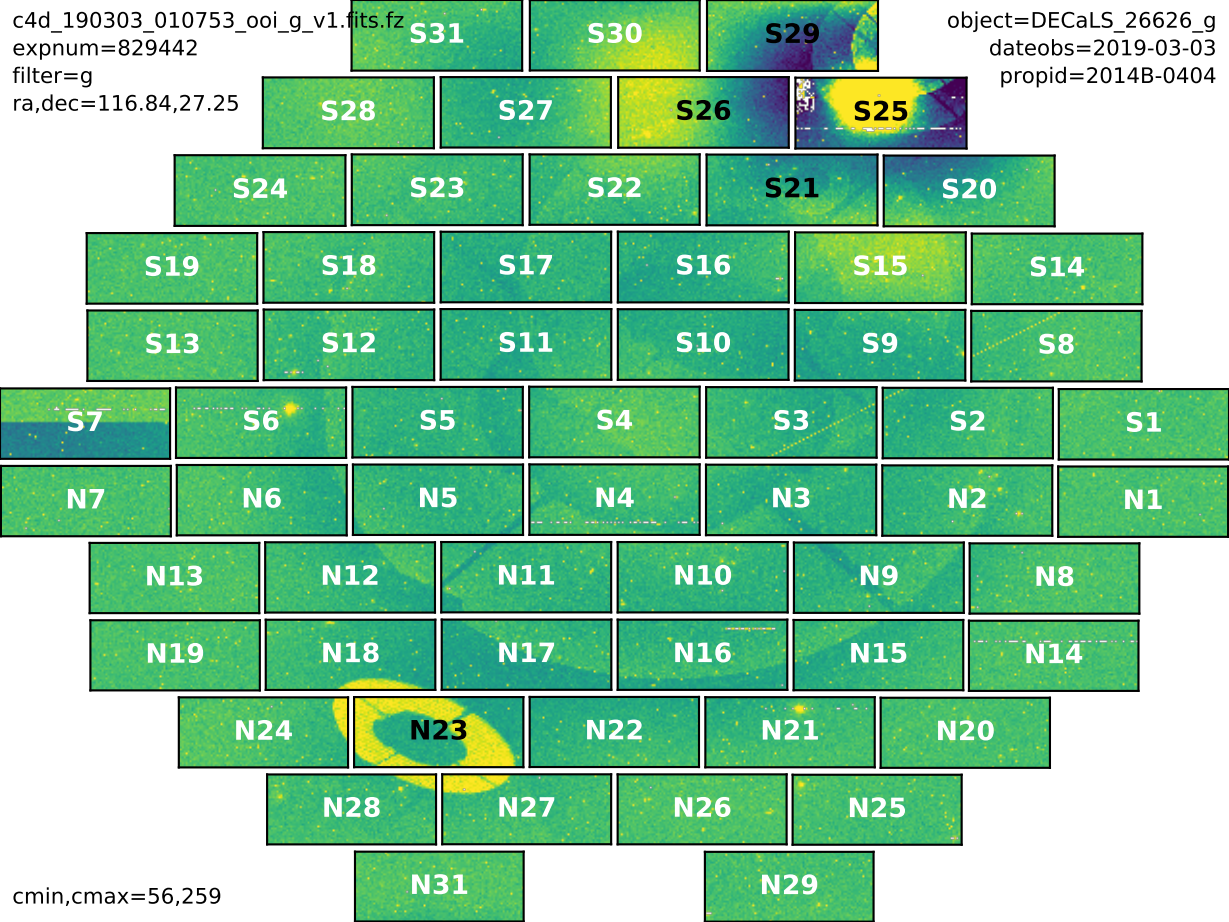 c4d_190303_010753_ooi_g_v1.fits.fz
expnum=829442
filter=g
ra,dec=116.84,27.25
object=DECaLS_26626_g
dateobs=2019-03-03
propid=2014B-0404
S31 S30 S29
S28 S27 S26 S25
S24 S23 S22 S21 S20
S19 S18 S17 S16 S15 S14
S13 S12 S11 S10 S9 S8
S7 S6 S5 S4 S3 S2 S1
N7 N6 N5 N4 N3 N2 N1
N13 N12 N11 N10 N9 N8
N19 N18 N17 N16 N15 N14
N24 N23 N22 N21 N20
N28 N27 N26 N25
N31 N29
cmin,cmax=56,259